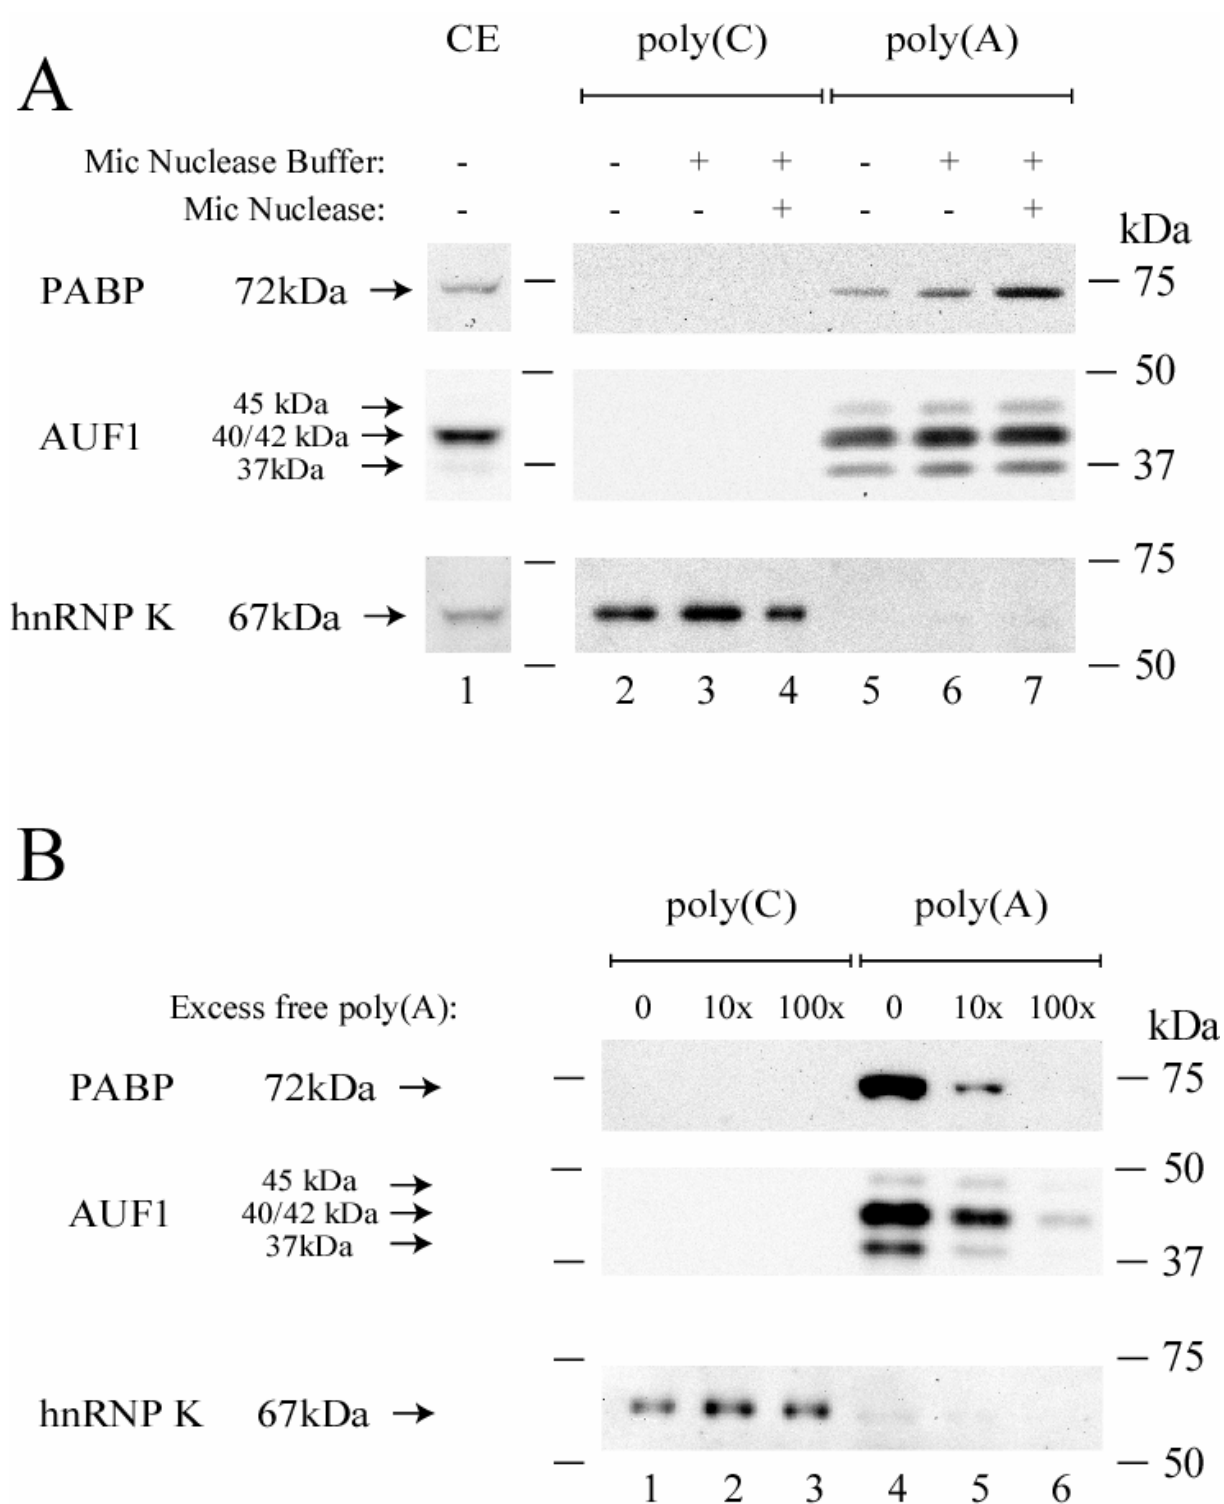 A
CE poly(C) poly(A)
Mic Nuclease Buffer: - - + + - + +
Mic Nuclease: - - - + - - +
kDa
PABP 72kDa 75
50
45 kDa
AUF1 40/42 kDa
37kDa 37
75
hnRNP K 67kDa
50
1 2 3 4 5 6 7
B
poly(C) poly(A)
Excess free poly(A): 0 10x 100x 0 10x 100x
kDa
PABP 72kDa 75
50
45 kDa
AUF1 40/42 kDa
37kDa 37
75
hnRNP K 67kDa
50
1 2 3 4 5 6